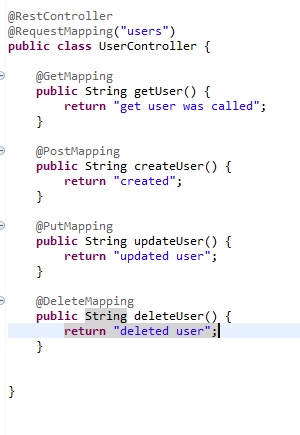 @RestController
@RequestMapping("users")
public class UserController {
@GetMapping
public String getUser() {
return "get user was called";
}
@PostMapping
public String createUser() {
return "created";
}
@PutMapping
public String updateUser() {
return "updated user";
}
@DeleteMapping
public String deleteUser() {
return "deleted user";
}
}